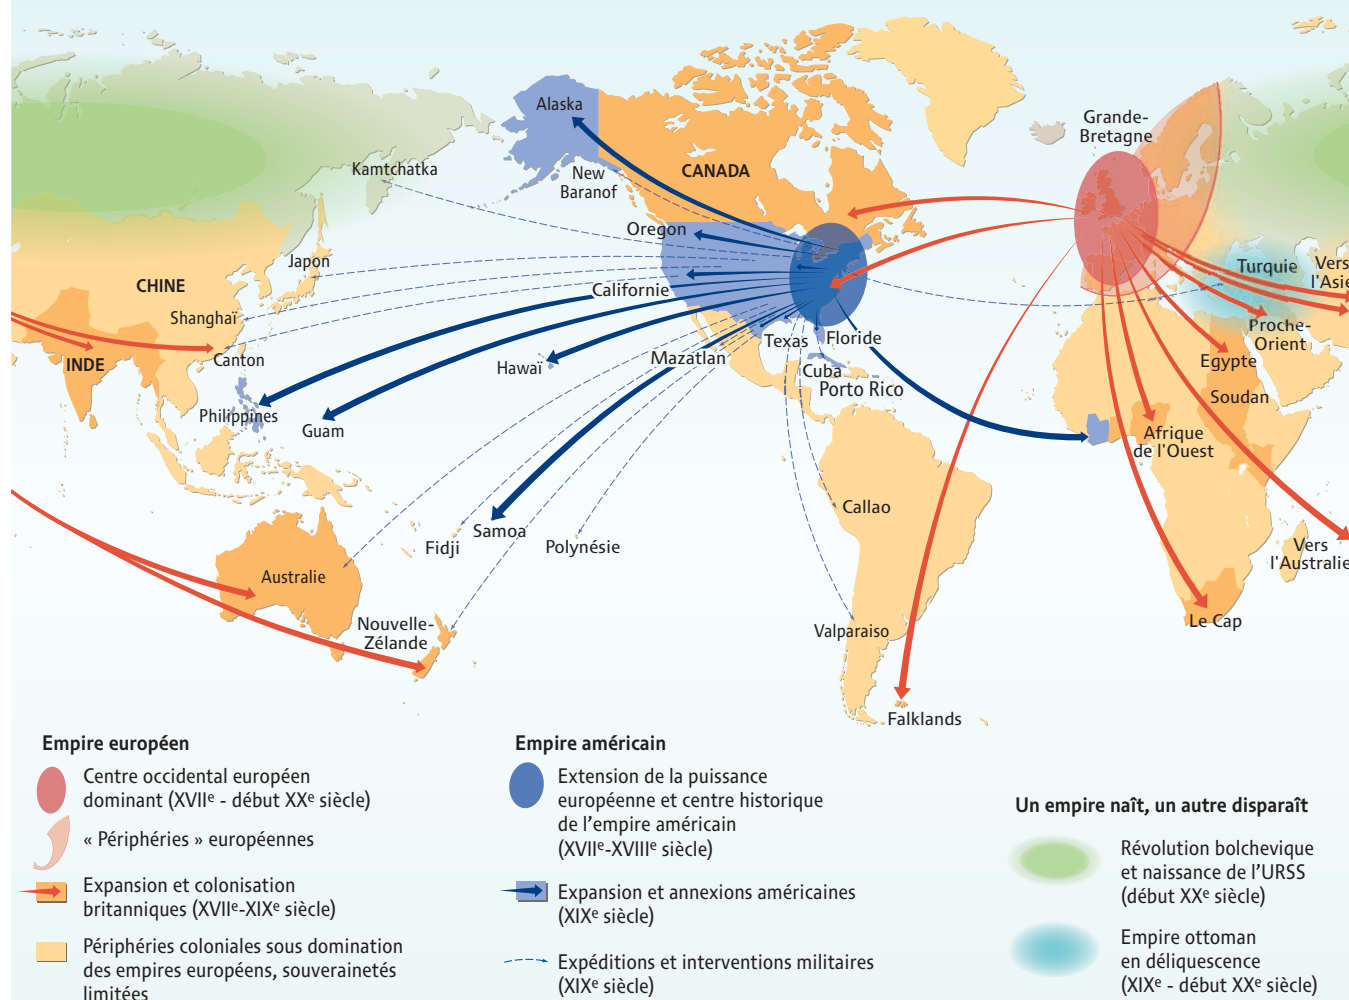 Alaska
Kamtchatka
New
Baranof
CANADA
Grande-
Bretagne
Oregon
Japon
CHINE
Californie
Shanghaï
Turquie
Vers
l'Asie
Canton
INDE
Hawaï
Mazatlan
Texas
Floride
Proche-
Orient
Egypte
Cuba
Porto Rico
Soudan
Philippines
Guam
Afrique
de l'Ouest
Callao
Samoa
Fidji
Polynésie
Vers
l'Australie
Australie
Nouvelle-
Zélande
Valparaiso
Le Cap
Falklands
Empire européen
Centre occidental européen
dominant (XVIIe - début XXe siècle)
« Périphéries » européennes
Expansion et colonisation
britanniques (XVIIe-XIXe siècle)
Périphéries coloniales sous domination
des empires européens, souverainetés
limitées
Empire américain
Extension de la puissance
européenne et centre historique
de l'empire américain
(XVIIe-XVIIIe siècle)
Expansion et annexions américaines
(XIXe siècle)
Expéditions et interventions militaires
(XIXe siècle)
Un empire naît, un autre disparaît
Révolution bolchevique
et naissance de l'URSS
(début XXe siècle)
Empire ottoman
en déliquescence
(XIXe - début XXe siècle)